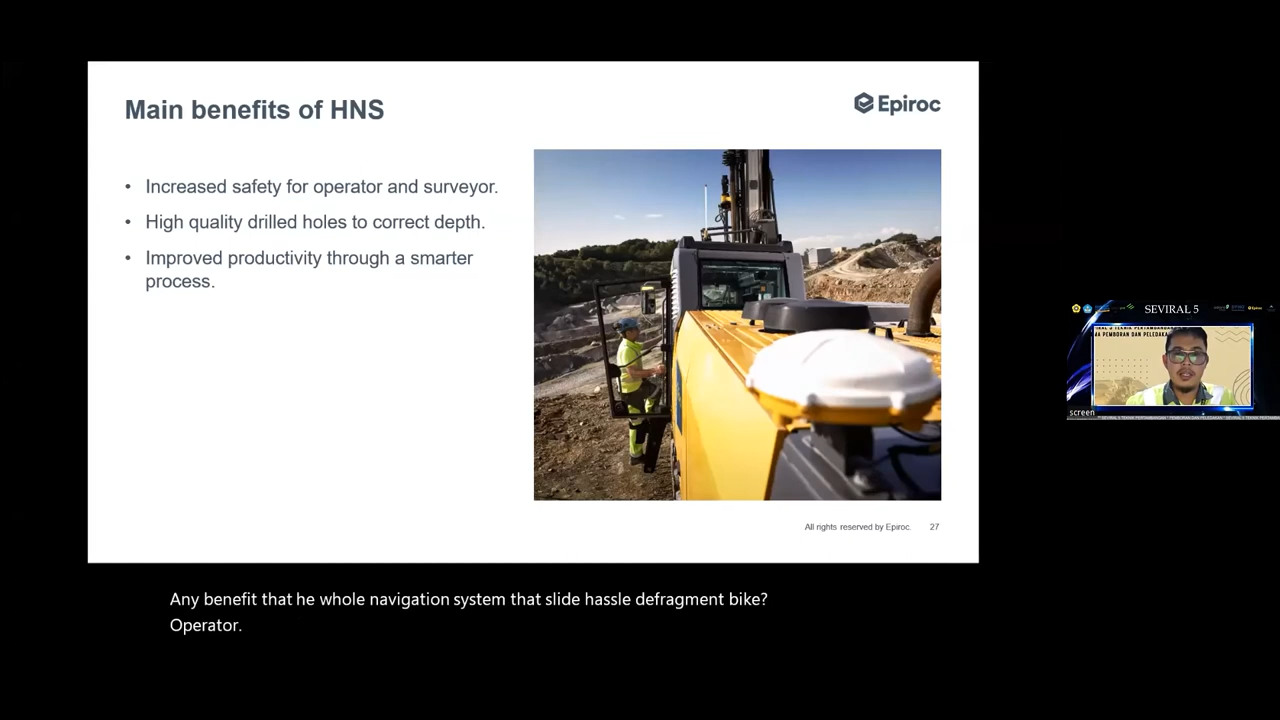 Main benefits of HNS
Epiroc
• Increased safety for operator and surveyor.
• High quality drilled holes to correct depth.
• Improved productivity through a smarter
process.
All rights reserved by Epiroc. 27
SEVIRAL 5
screen
Any benefit that he whole navigation system that slide hassle defragment bike?
Operator.